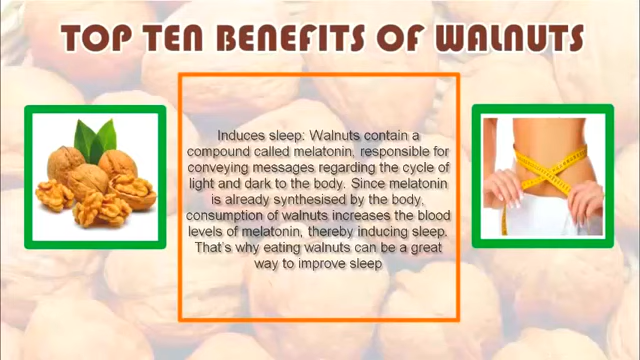 TOP TEN BENEFITS OF WALNUTS
Induces sleep: Walnuts contain a
compound called melatonin, responsible for
conveying messages regarding the cycle of
light and dark to the body. Since melatonin
is already synthesised by the body,
consumption of walnuts increases the blood
levels of melatonin, thereby inducing sleep.
That's why eating walnuts can be a great
way to improve sleep